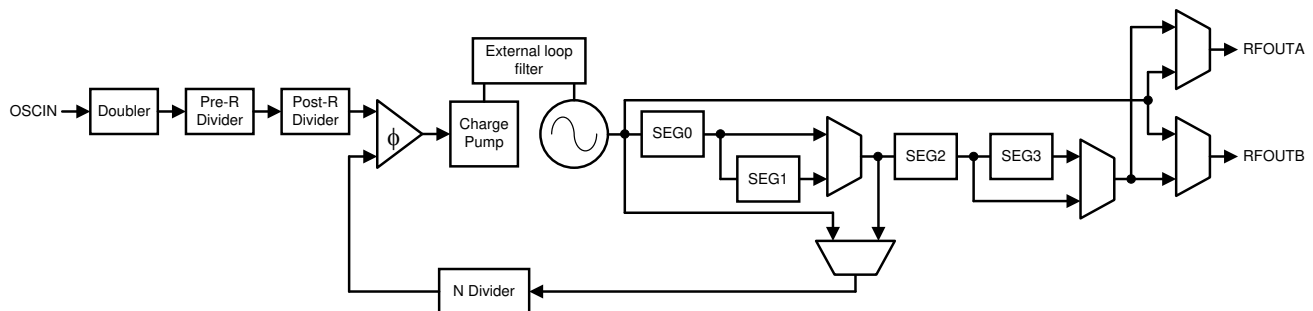 External loop
filter
RFOUTA
OSCIN
Doubler
Pre-R
Divider
Post-R
Divider
ϕ
Charge
Pump
SEG0
SEG1
SEG2
SEG3
RFOUTB
N Divider